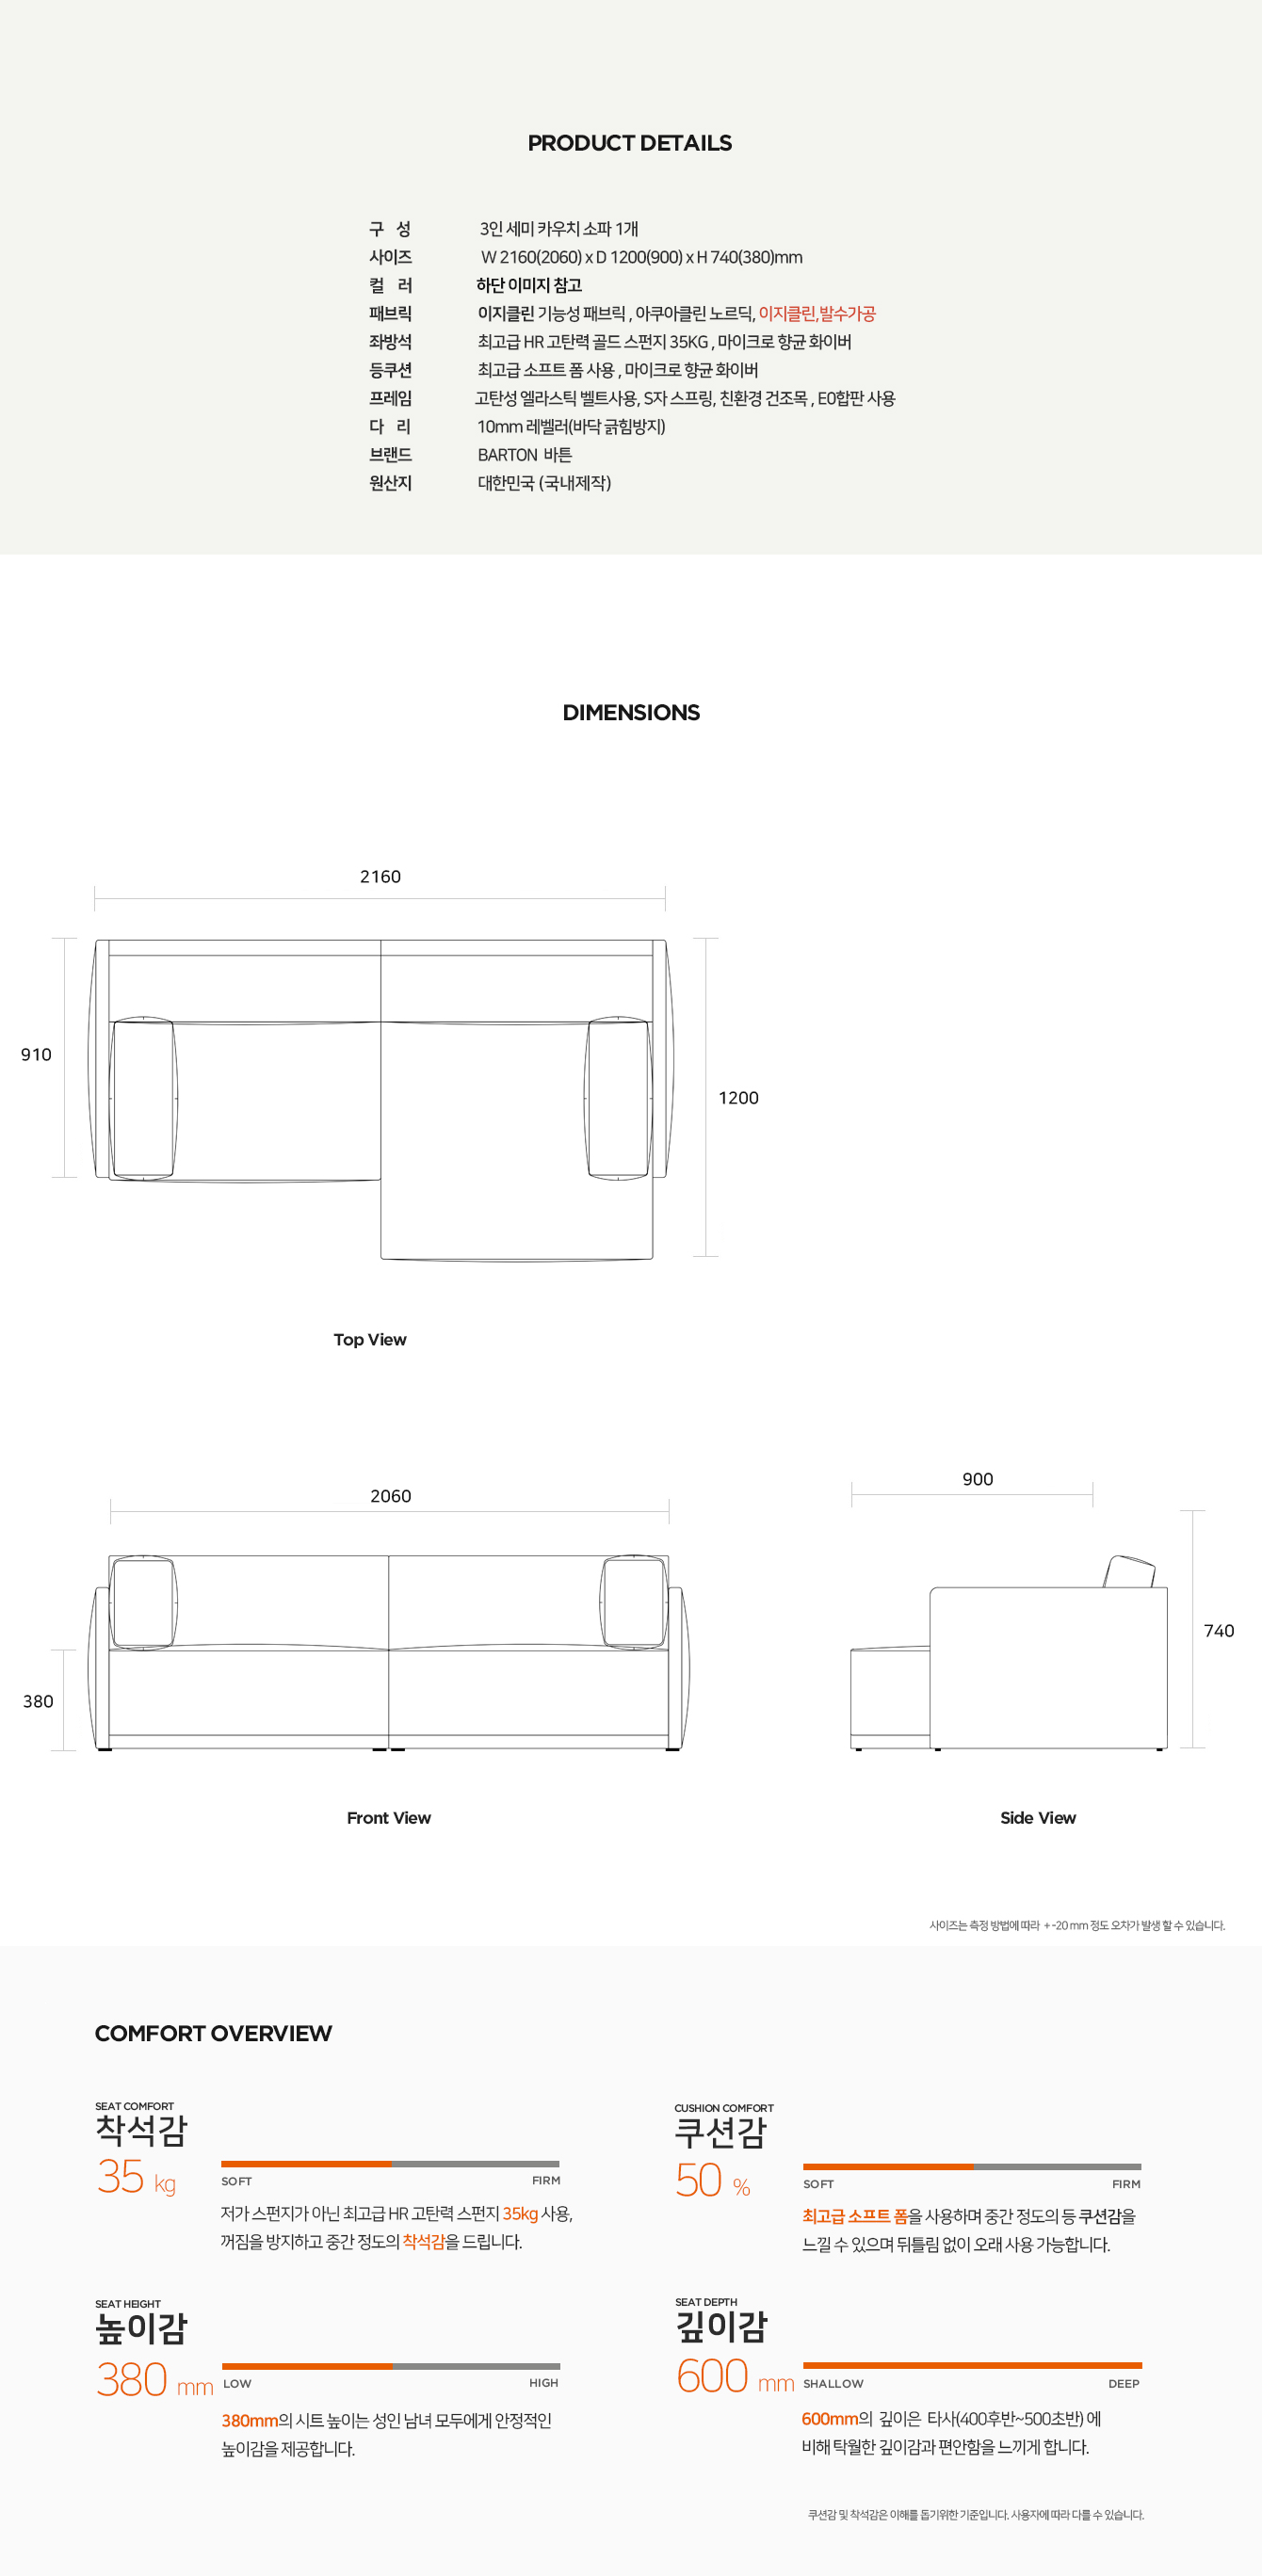 PRODUCT DETAILS
구 성 3인 세미 카우치 소파 1개
사이즈 W 2160(2060) x D 1200(900) x H 740(380)mm
컬 러 하단 이미지 참고
패브릭 이지클린 기능성 패브릭 , 아쿠아클린 노르딕, 이지클린,발수가공
좌방석 최고급 HR 고탄력 골드 스펀지 35KG , 마이크로 향균 화이버
등쿠션 최고급 소프트 폼 사용 , 마이크로 향균 화이버
프레임 고탄성 엘라스틱 벨트사용, S자 스프링, 친환경 건조목 , E0합판 사용
다 리 10mm 레벨러(바닥 긁힘방지)
브랜드 BARTON 바튼
원산지 대한민국 (국내제작)
DIMENSIONS
2160
910
1200
Top View
2060
900
740
380
Front View
Side View
사이즈는 측정 방법에 따라 + -20 mm 정도 오차가 발생 할 수 있습니다.
COMFORT OVERVIEW
SEAT COMFORT
착석감
35 kg
SOFT FIRM
저가 스펀지가 아닌 최고급 HR 고탄력 스펀지 35kg 사용,
꺼짐을 방지하고 중간 정도의 착석감을 드립니다.
CUSHION COMFORT
쿠션감
50 %
SOFT FIRM
최고급 소프트 폼을 사용하며 중간 정도의 등 쿠션감을
느낄 수 있으며 뒤틀림 없이 오래 사용 가능합니다.
SEAT HEIGHT
높이감
380 mm
LOW HIGH
380mm의 시트 높이는 성인 남녀 모두에게 안정적인
높이감을 제공합니다.
SEAT DEPTH
깊이감
600 mm
SHALLOW DEEP
600mm의 깊이은 타사(400후반~500초반) 에
비해 탁월한 깊이감과 편안함을 느끼게 합니다.
쿠션감 및 착석감은 이해를 돕기위한 기준입니다. 사용자에 따라 다를 수 있습니다.